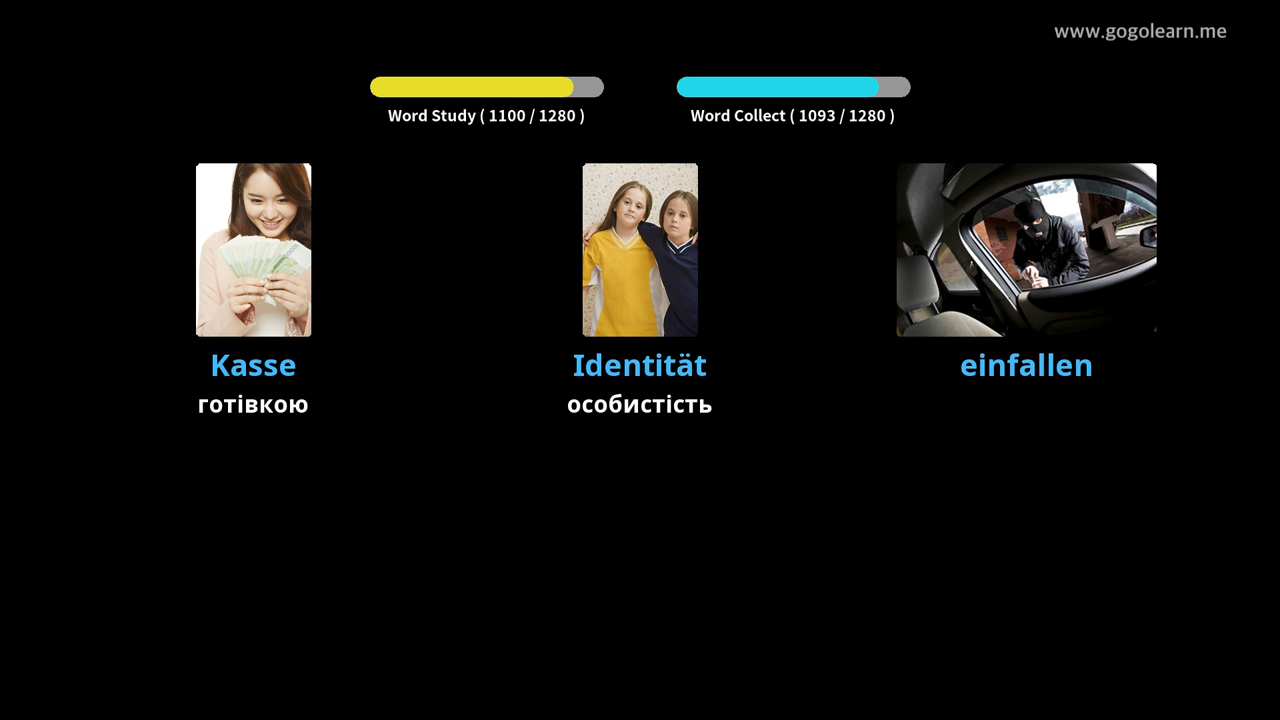 www.gogolearn.me
Word Study ( 1100 / 1280 )
Word Collect ( 1093 / 1280 )
Kasse
готівкою
Identität
особистість
einfallen